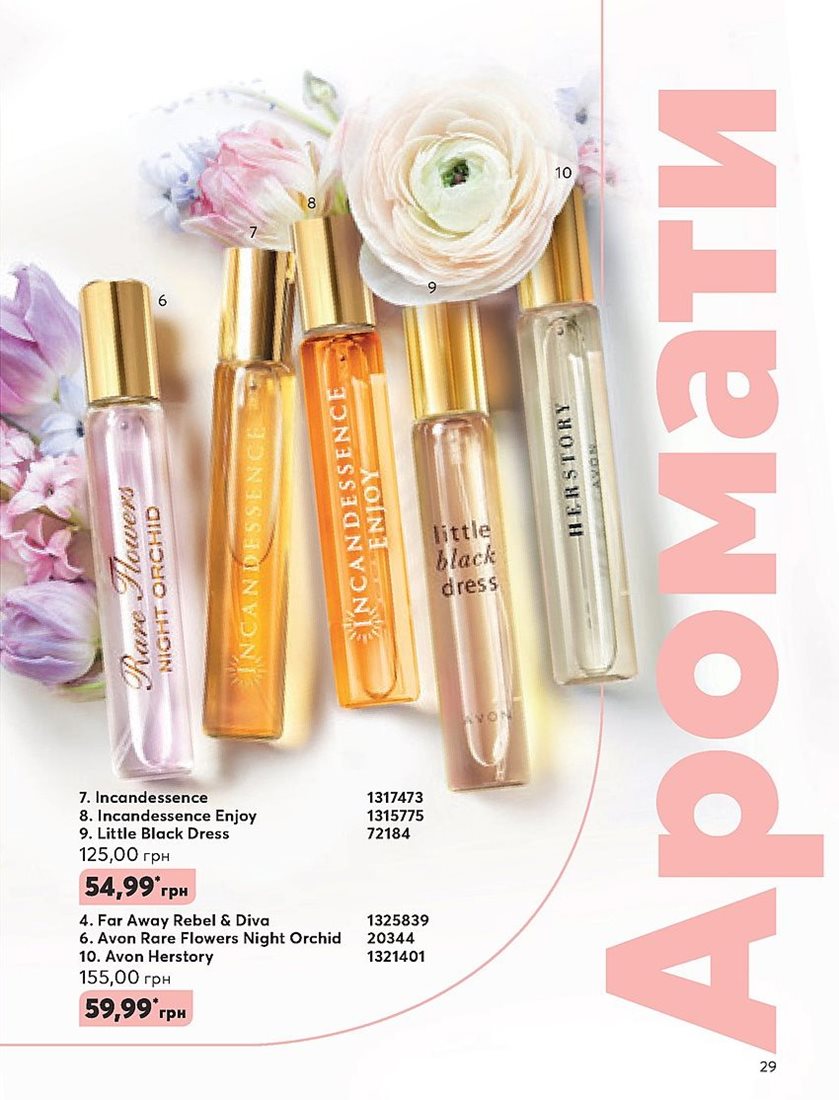 Аромати
6
7
8
9
10
Rare Flowers
NIGHT ORCHID
INCANDESSENCE
INCANDESSENCE
ENJOY
little
black
dress
AVON
HERSTORY
AVON
7. Incandessence 1317473
8. Incandessence Enjoy 1315775
9. Little Black Dress 72184
125,00 грн
54,99* грн
4. Far Away Rebel & Diva 1325839
6. Avon Rare Flowers Night Orchid 20344
10. Avon Herstory 1321401
155,00 грн
59,99* грн
29